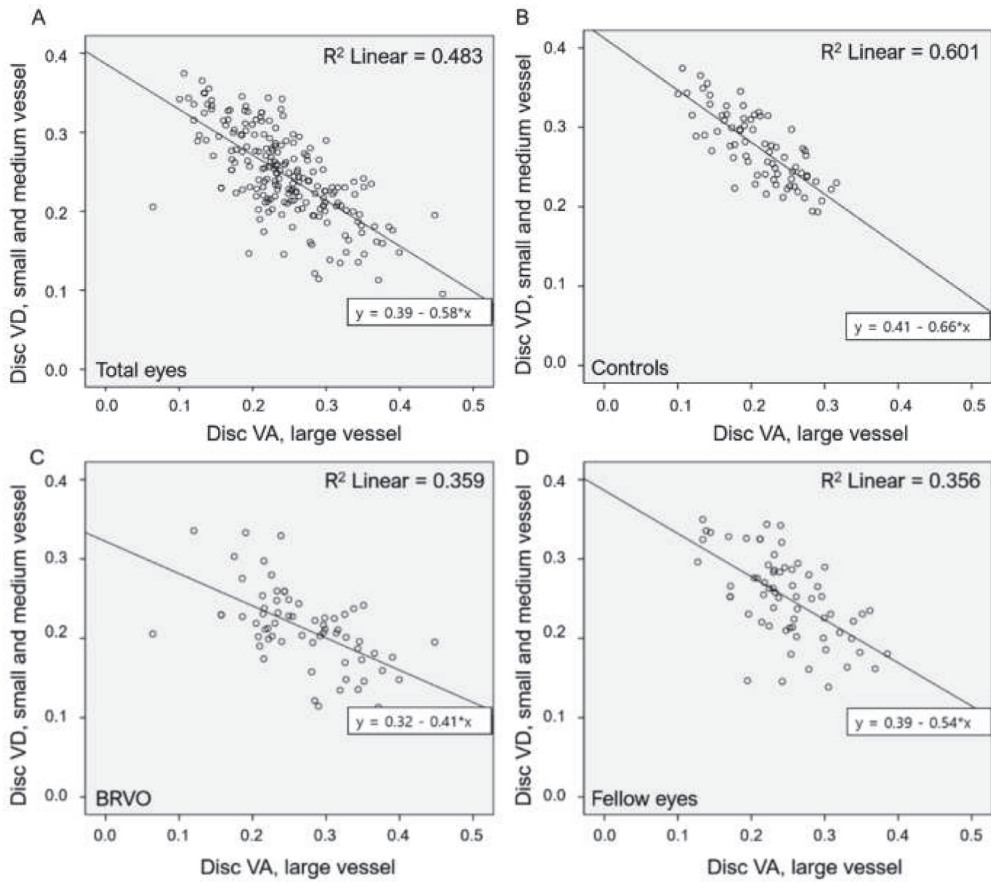 A
R² Linear = 0.483
Disc VD, small and medium vessel
0.4
0.3
0.2
0.1
0.0
y = 0.39 - 0.58*x
Total eyes
0.0 0.1 0.2 0.3 0.4 0.5
Disc VA, large vessel
B
R² Linear = 0.601
Disc VD, small and medium vessel
0.4
0.3
0.2
0.1
0.0
y = 0.41 - 0.66*x
Controls
0.0 0.1 0.2 0.3 0.4 0.5
Disc VA, large vessel
C
R² Linear = 0.359
Disc VD, small and medium vessel
0.4
0.3
0.2
0.1
0.0
y = 0.32 - 0.41*x
BRVO
0.0 0.1 0.2 0.3 0.4 0.5
Disc VA, large vessel
D
R² Linear = 0.356
Disc VD, small and medium vessel
0.4
0.3
0.2
0.1
0.0
y = 0.39 - 0.54*x
Fellow eyes
0.0 0.1 0.2 0.3 0.4 0.5
Disc VA, large vessel